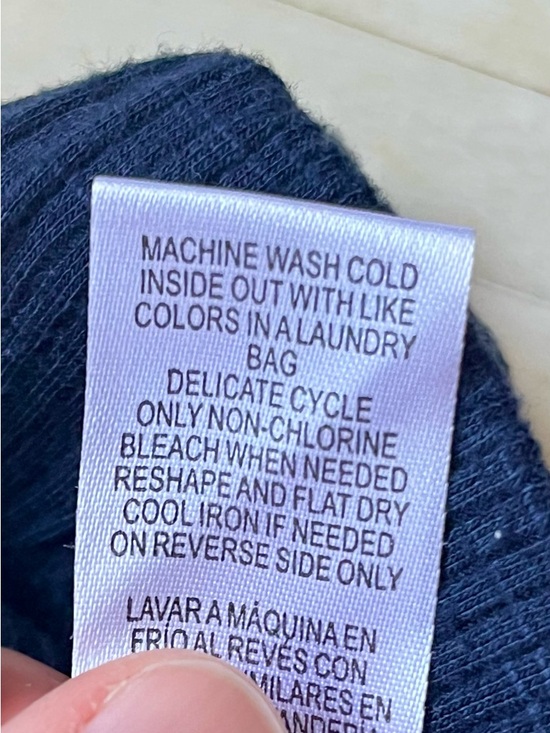 MACHINE WASH COLD
INSIDE OUT WITH LIKE
COLORS IN A LAUNDRY
BAG
DELICATE CYCLE
ONLY NON-CHLORINE
BLEACH WHEN NEEDED
RESHAPE AND FLAT DRY
COOL IRON IF NEEDED
ON REVERSE SIDE ONLY
LAVAR A MÁQUINA EN
FRÍO AL REVÉS CON
EN